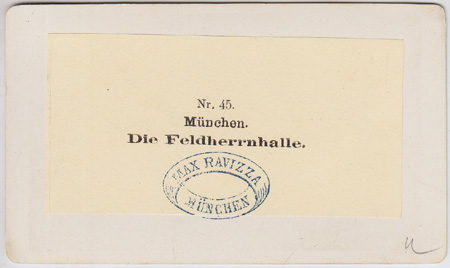 Nr. 45.
München.
Die Feldherrnhalle.
MAX RAVIZZA
MÜNCHEN